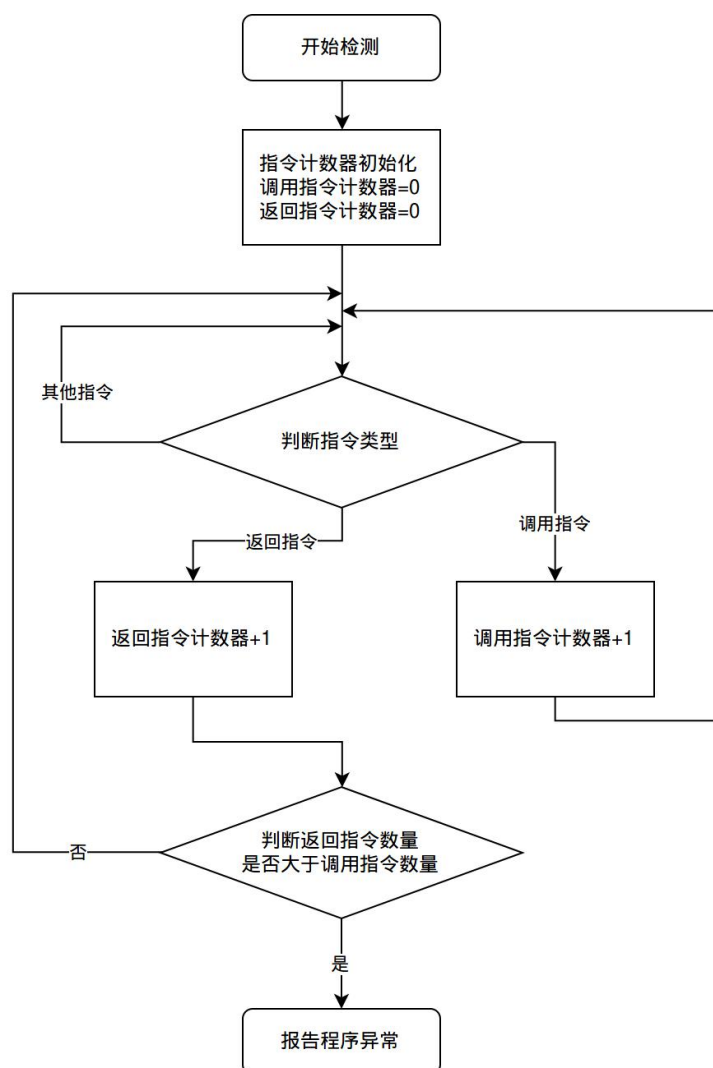 开始检测
指令计数器初始化
调用指令计数器=0
返回指令计数器=0
其他指令
判断指令类型
调用指令
返回指令
返回指令计数器+1
调用指令计数器+1
判断返回指令数量
是否大于调用指令数量
否
是
报告程序异常